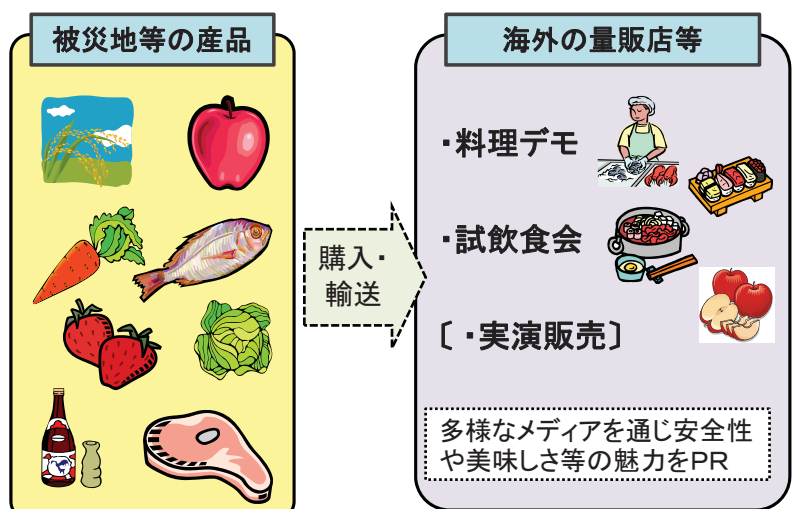 被災地等の産品
海外の量販店等
・料理デモ
・試飲食会
購入・
輸送
〔 ・実演販売〕
多様なメディアを通じ安全性
や美味しさ等の魅力をPR